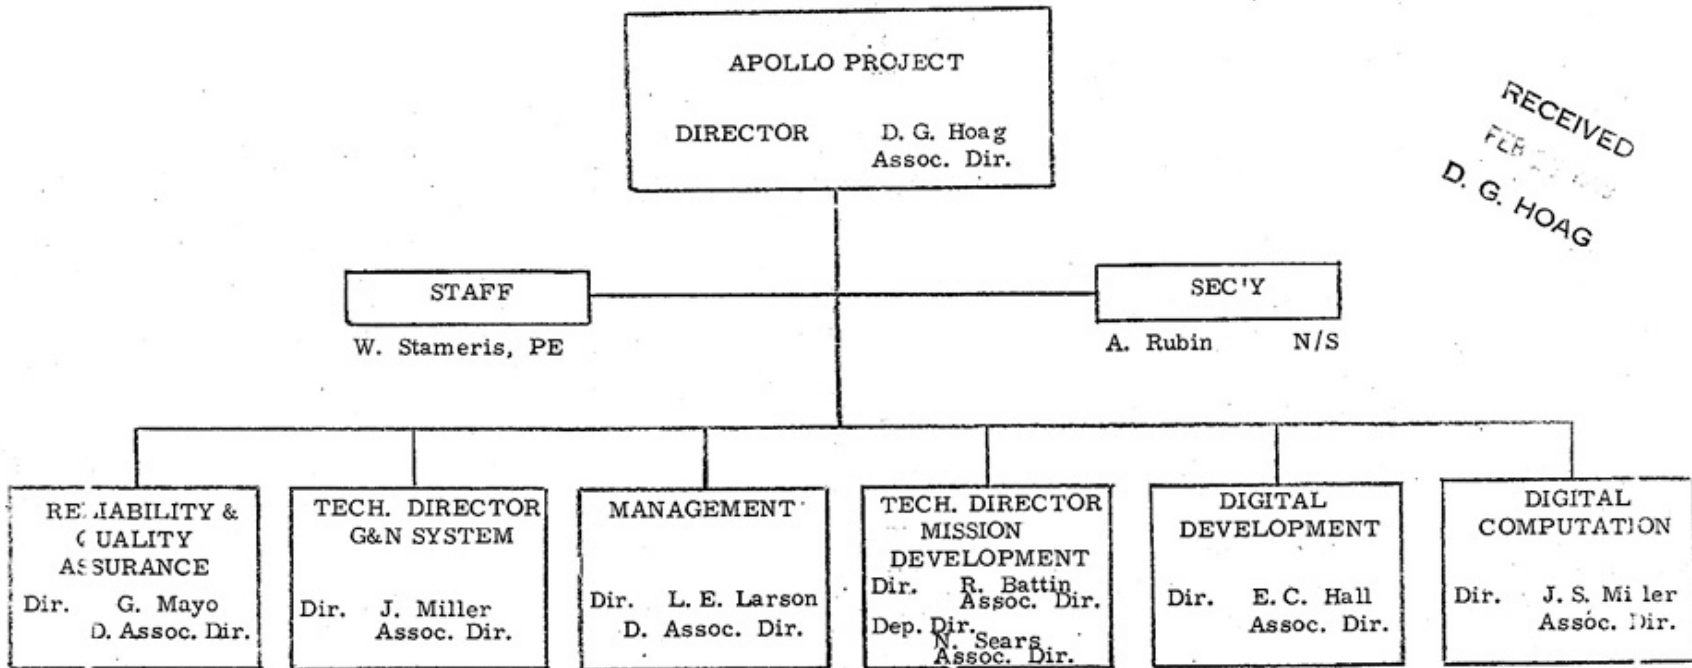 APOLLO PROJECT
DIRECTOR D. G. Hoag
Assoc. Dir.
RECEIVED
FEB
D. G. HOAG
STAFF
W. Stameris, PE
SEC'Y
A. Rubin N/S
RELIABILITY &
QUALITY
ASSURANCE
Dir. G. Mayo
D. Assoc. Dir.
TECH. DIRECTOR
G&N SYSTEM
Dir. J. Miller
Assoc. Dir.
MANAGEMENT
Dir. L. E. Larson
D. Assoc. Dir.
TECH. DIRECTOR
MISSION
DEVELOPMENT
Dir. R. Battin
Assoc. Dir.
Dep. Dir.
N. Sears
Assoc. Dir.
DIGITAL
DEVELOPMENT
Dir. E. C. Hall
Assoc. Dir.
DIGITAL
COMPUTATION
Dir. J. S. Miller
Assoc. Dir.